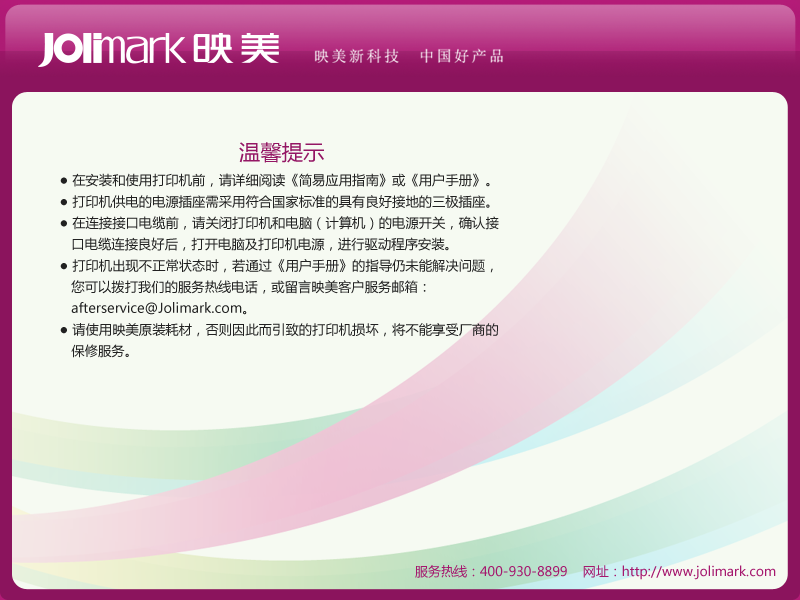 Jolimark 映美 映美新科技 中国好产品
温馨提示
● 在安装和使用打印机前，请详细阅读《简易应用指南》或《用户手册》。
● 打印机供电的电源插座需采用符合国家标准的具有良好接地的三极插座。
● 在连接接口电缆前，请关闭打印机和电脑（计算机）的电源开关，确认接
口电缆连接良好后，打开电脑及打印机电源，进行驱动程序安装。
● 打印机出现不正常状态时，若通过《用户手册》的指导仍未能解决问题，
您可以拨打我们的服务热线电话，或留言映美客户服务邮箱：
afterservice@Jolimark.com。
● 请使用映美原装耗材，否则因此而引致的打印机损坏，将不能享受厂商的
保修服务。
服务热线：400-930-8899 网址：http://www.jolimark.com